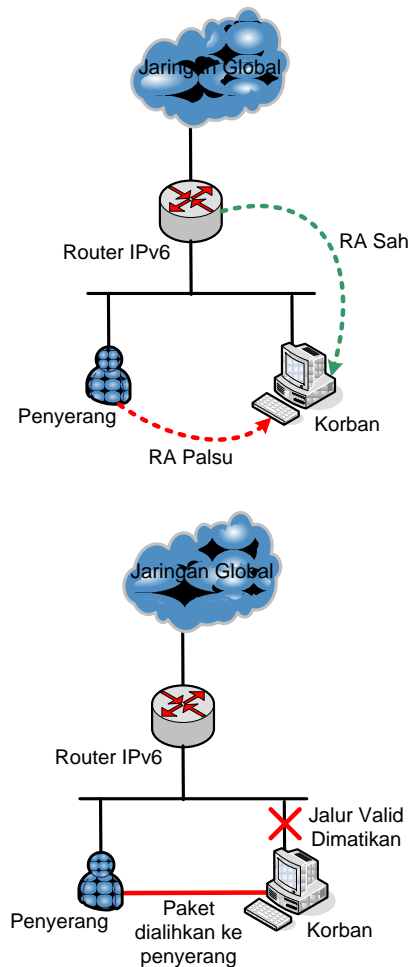 Jaringan Global
Router IPv6
RA Sah
Penyerang
Korban
RA Palsu
Jaringan Global
Router IPv6
Jalur Valid
Dimatikan
Penyerang
Paket
dialihkan ke
penyerang
Korban